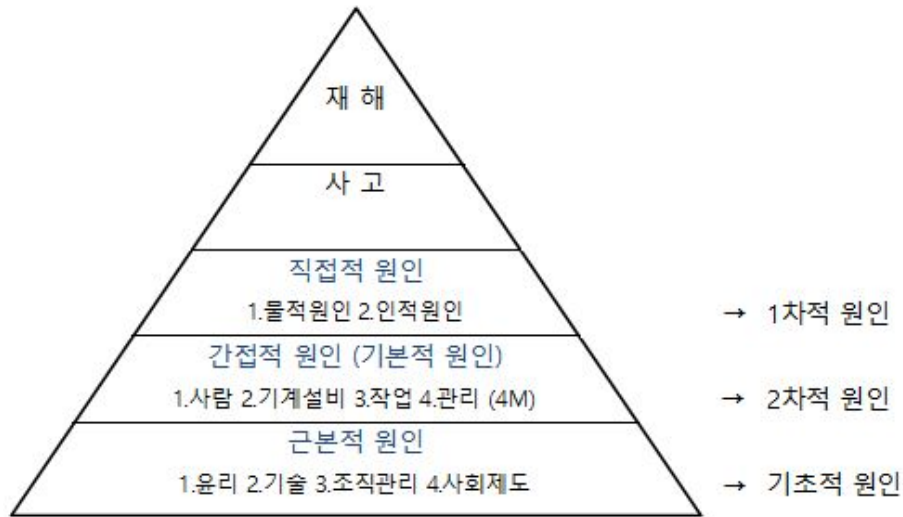 재 해
사 고
직접적 원인
1.물적원인 2.인적원인
→ 1차적 원인
간접적 원인 (기본적 원인)
1.사람 2.기계설비 3.작업 4.관리 (4M)
→ 2차적 원인
근본적 원인
1.윤리 2.기술 3.조직관리 4.사회제도
→ 기초적 원인